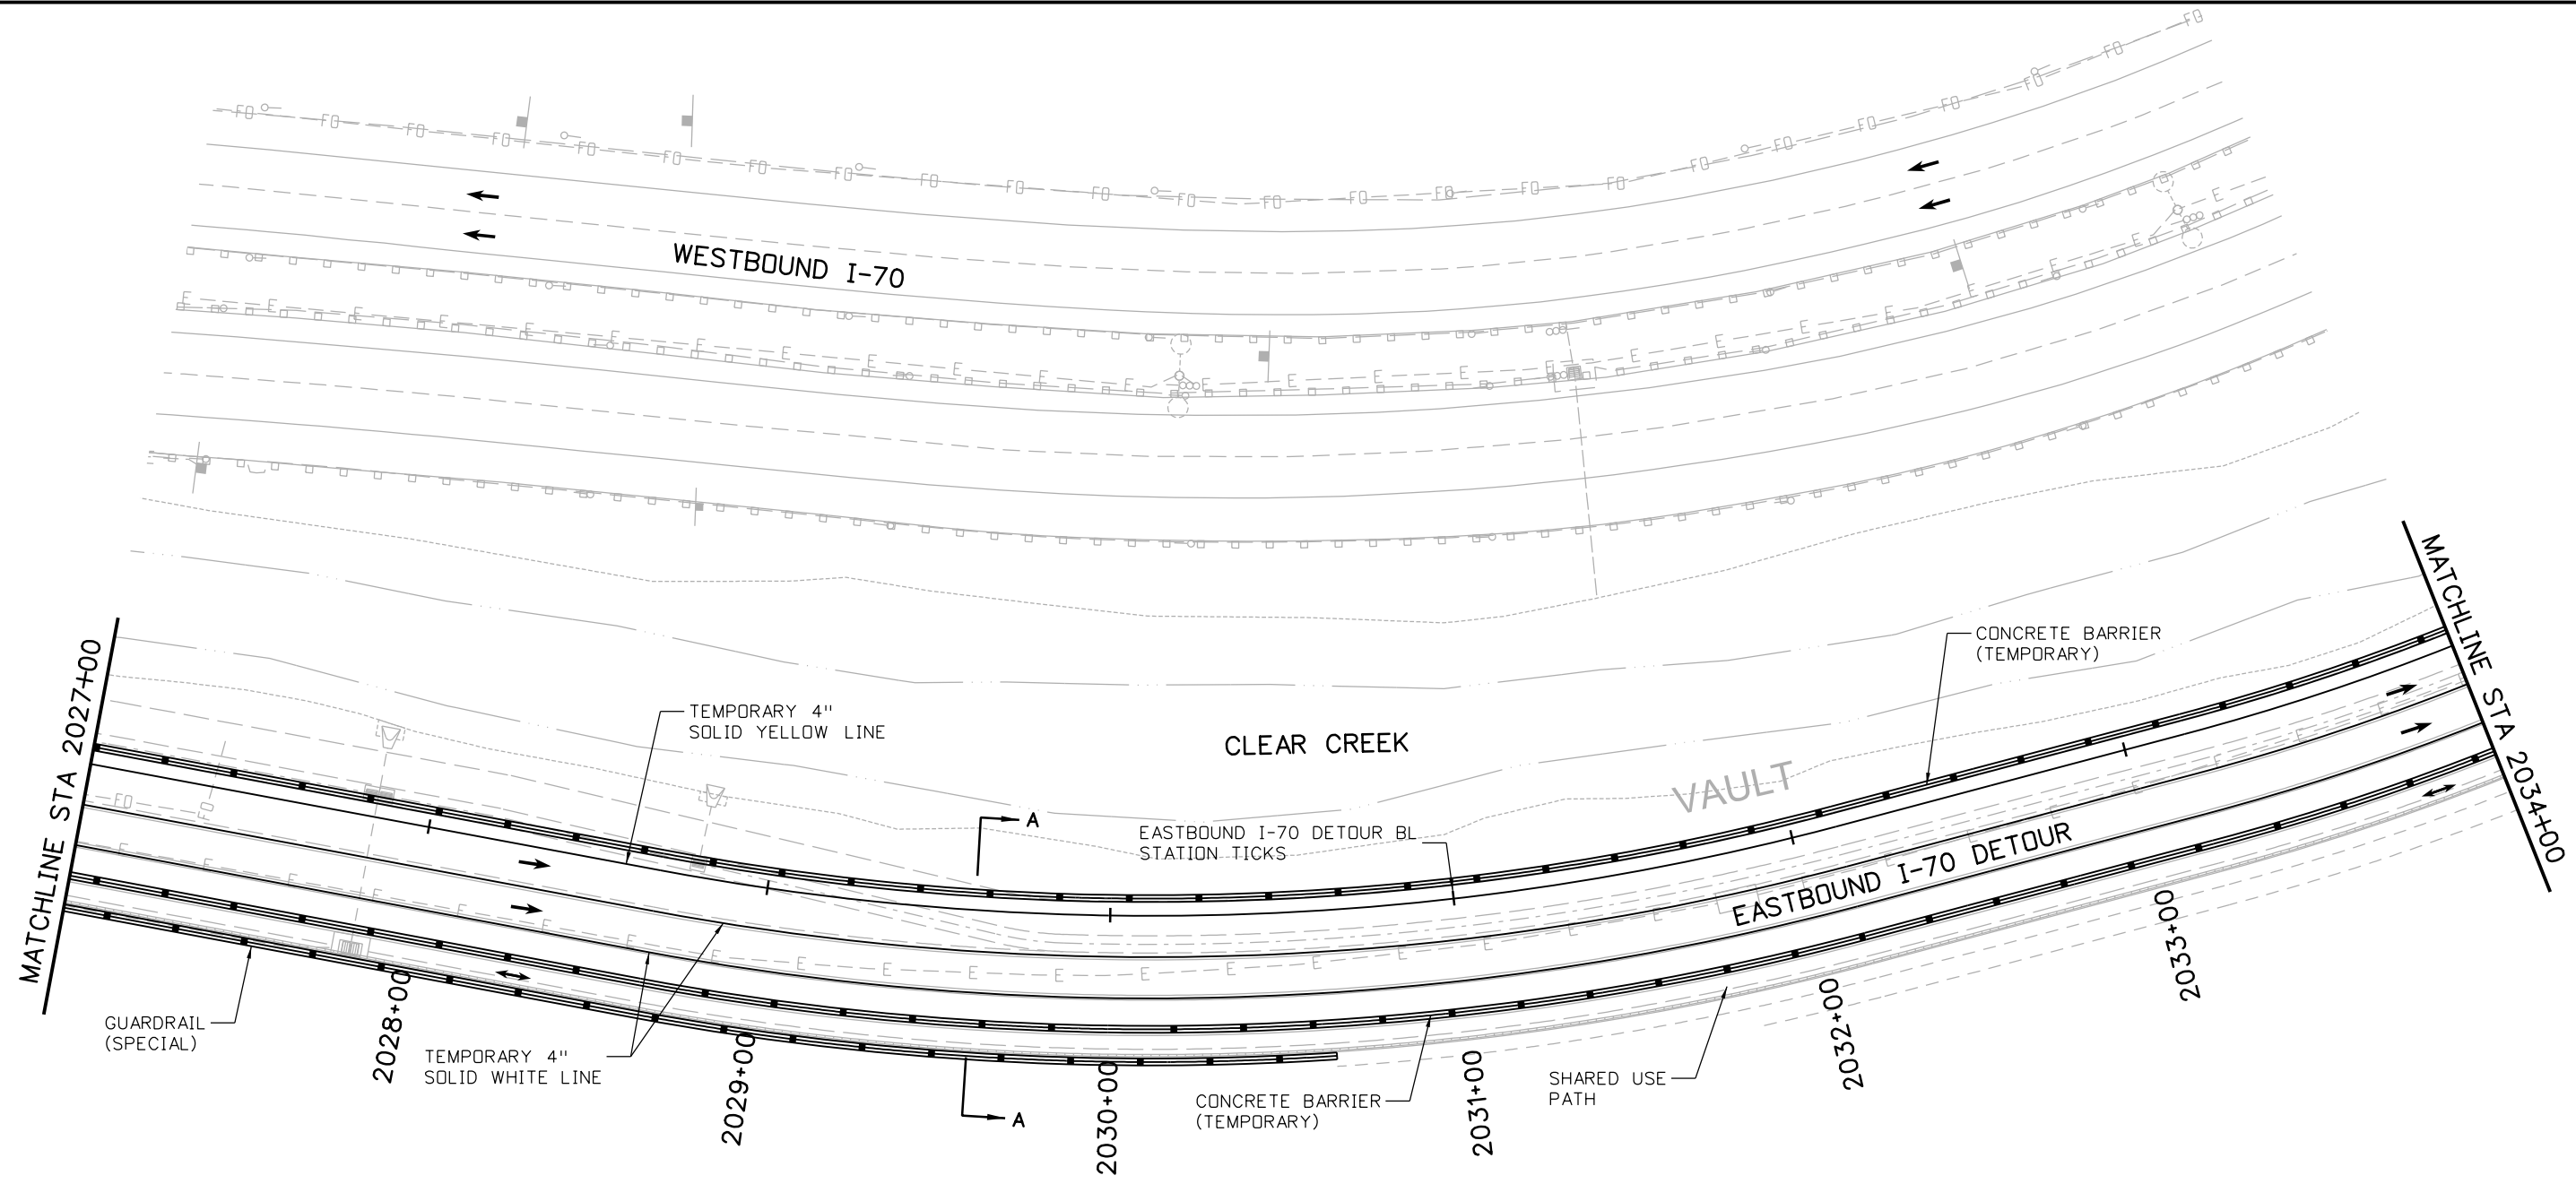 WESTBOUND I-70
MATCHLINE STA 2027+00
MATCHLINE STA 2034+00
CONCRETE BARRIER
(TEMPORARY)
TEMPORARY 4"
SOLID YELLOW LINE
CLEAR CREEK
VAULT
A
EASTBOUND I-70 DETOUR BL
STATION TICKS
EASTBOUND I-70 DETOUR
GUARDRAIL
(SPECIAL)
2028+00
TEMPORARY 4"
SOLID WHITE LINE
2029+00
A
2030+00
CONCRETE BARRIER
(TEMPORARY)
2031+00
SHARED USE
PATH
2032+00
2033+00